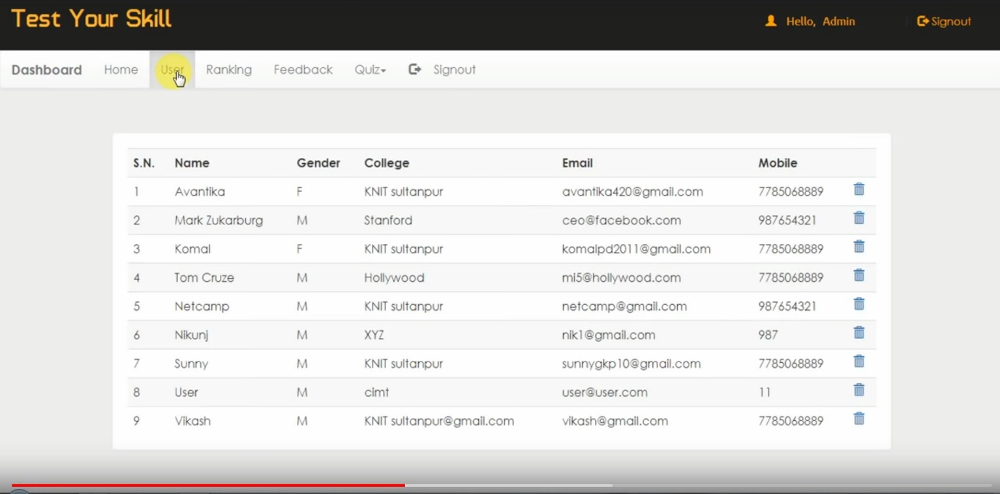 Test Your Skill
Hello, Admin
Signout
Dashboard Home User Ranking Feedback Quiz Signout
S.N. Name Gender College Email Mobile
1 Avantika F KNIT sultanpur avantika420@gmail.com 7785068889
2 Mark Zukarburg M Stanford ceo@facebook.com 987654321
3 Komal F KNIT sultanpur komalpd2011@gmail.com 7785068889
4 Tom Cruze M Hollywood mi5@hollywood.com 7785068889
5 Netcamp M KNIT sultanpur netcamp@gmail.com 987654321
6 Nikunj M XYZ nik1@gmail.com 987
7 Sunny M KNIT sultanpur sunnygkp10@gmail.com 7785068889
8 User M cimt user@user.com 11
9 Vikash M KNIT sultanpur@gmail.com vikash@gmail.com 7785068889